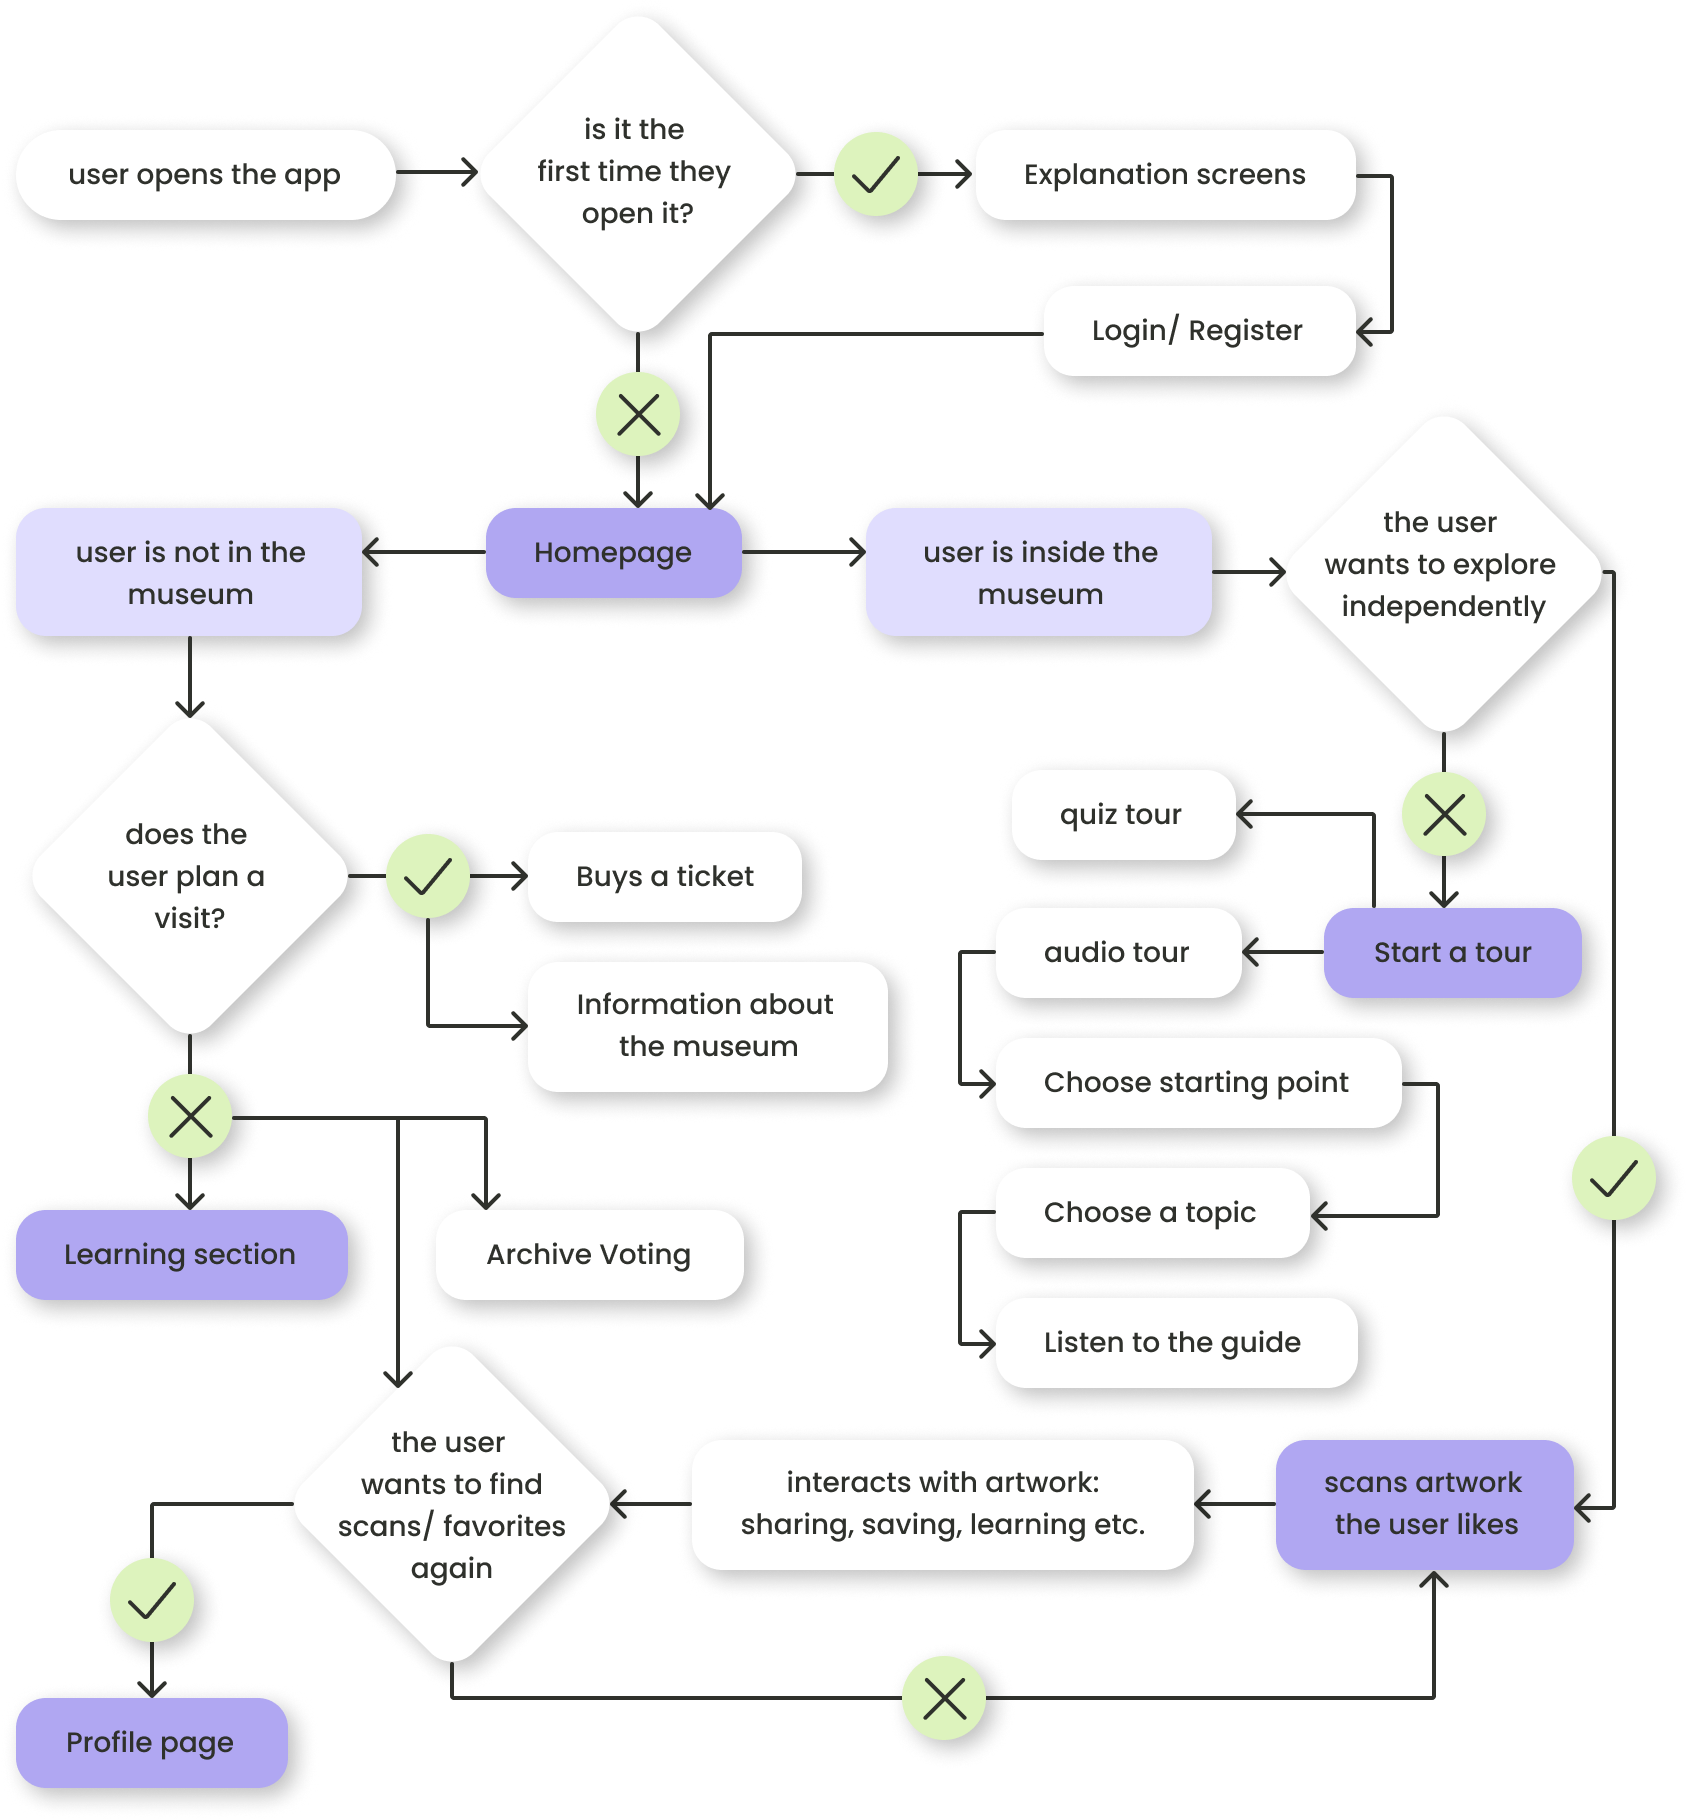 is it the
first time they
open it?
user opens the app
Explanation screens
Login/ Register
the user
wants to explore
independently
user is not in the
museum
Homepage
user is inside the
museum
does the
user plan a
visit?
Buys a ticket
Information about
the museum
quiz tour
audio tour
Start a tour
Choose starting point
Choose a topic
Listen to the guide
Learning section
Archive Voting
the user
wants to find
scans/ favorites
again
interacts with artwork:
sharing, saving, learning etc.
scans artwork
the user likes
Profile page